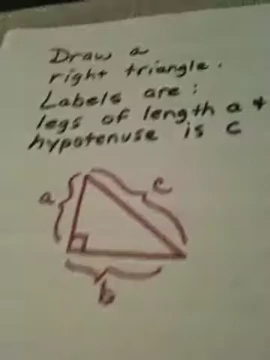 Draw a
right triangle.
Labels are:
legs of length a +
hypotenuse is c
a
c
b